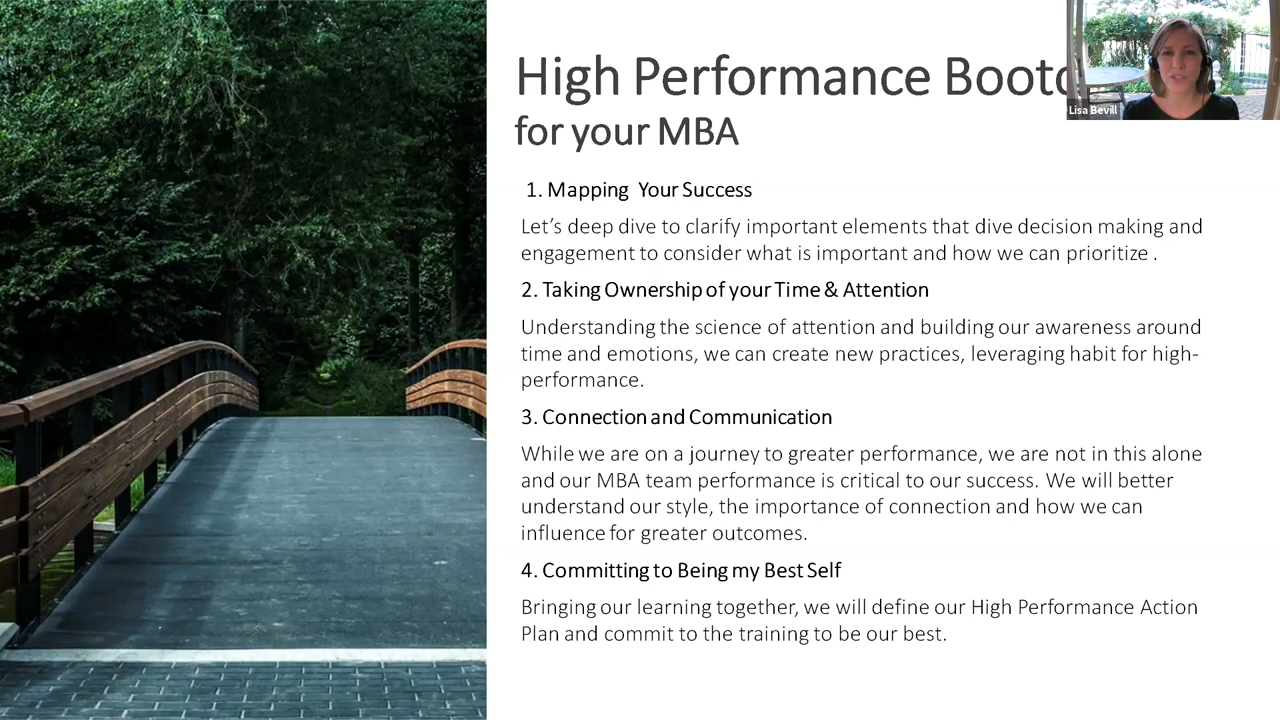 High Performance
for your MBA
Lisa Bevill
1. Mapping Your Success
Let's deep dive to clarify important elements that dive decision making and
engagement to consider what is important and how we can prioritize .
2. Taking Ownership of your Time & Attention
Understanding the science of attention and building our awareness around
time and emotions, we can create new practices, leveraging habit for high-
performance.
3. Connection and Communication
While we are on a journey to greater performance, we are not in this alone
and our MBA team performance is critical to our success. We will better
understand our style, the importance of connection and how we can
influence for greater outcomes.
4. Committing to Being my Best Self
Bringing our learning together, we will define our High Performance Action
Plan and commit to the training to be our best.